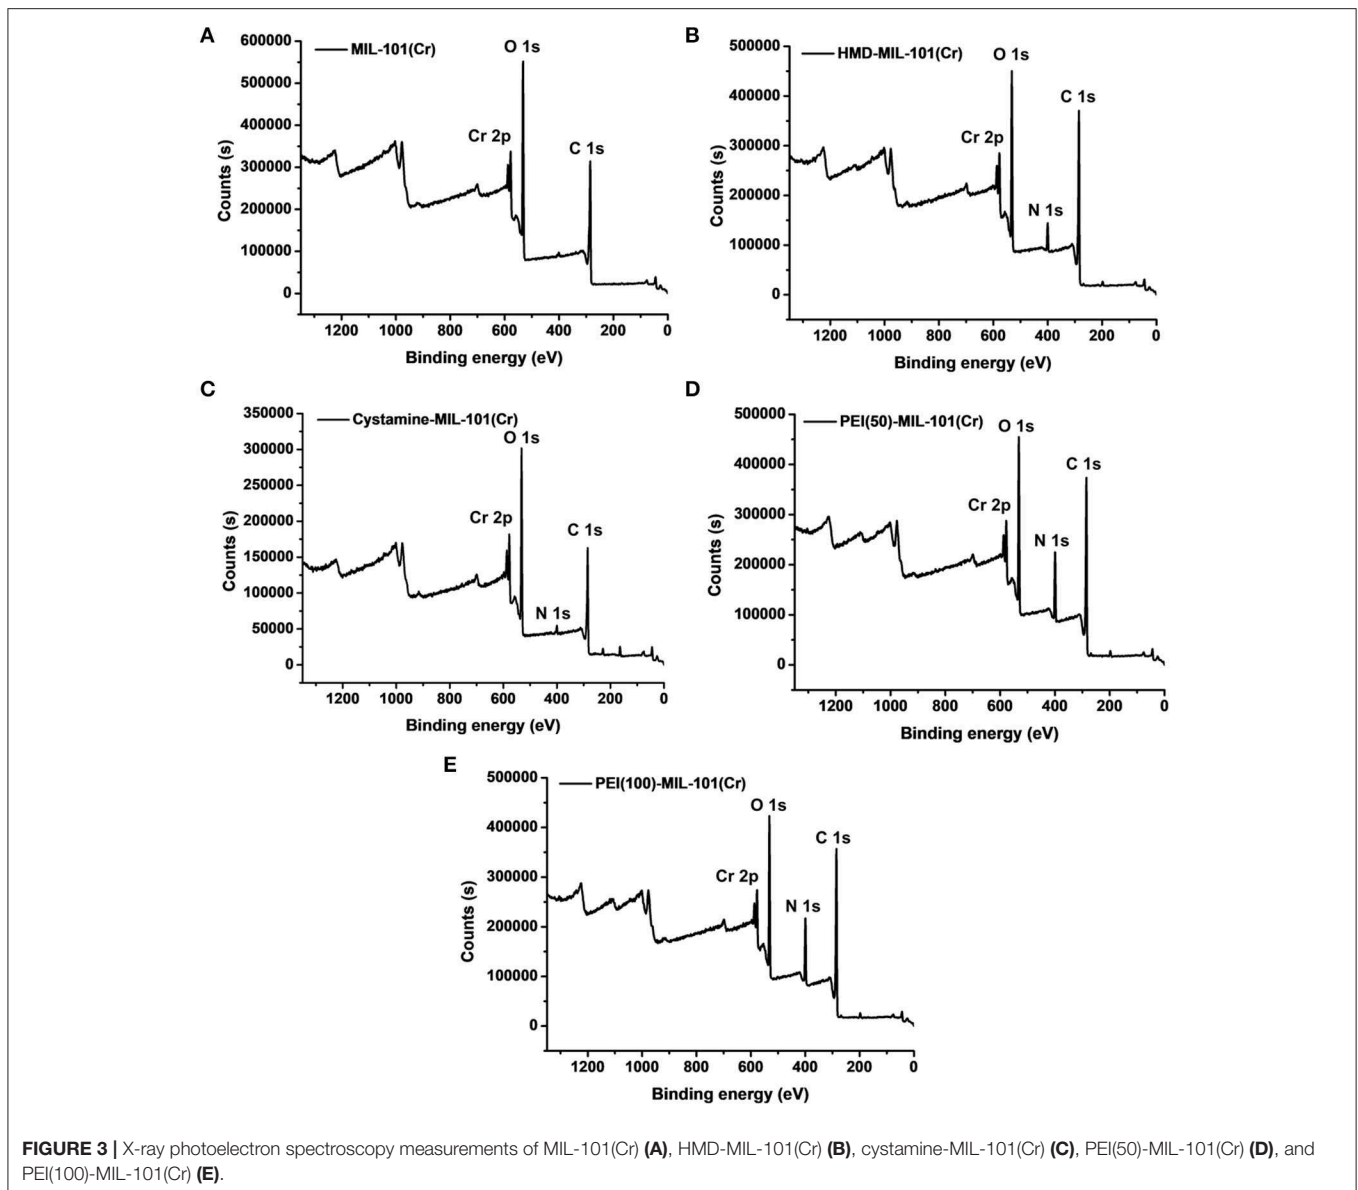 A
MIL-101(Cr)
O 1s
Cr 2p
C 1s
600000
550000
500000
450000
400000
350000
300000
250000
200000
150000
100000
50000
0
Counts (s)
1200 1000 800 600 400 200 0
Binding energy (eV)
B
HMD-MIL-101(Cr)
O 1s
C 1s
Cr 2p
N 1s
500000
400000
300000
200000
100000
0
Counts (s)
1200 1000 800 600 400 200 0
Binding energy (eV)
C
Cystamine-MIL-101(Cr)
O 1s
Cr 2p
C 1s
N 1s
350000
300000
250000
200000
150000
100000
50000
0
Counts (s)
1200 1000 800 600 400 200 0
Binding energy (eV)
D
PEI(50)-MIL-101(Cr)
O 1s
C 1s
Cr 2p
N 1s
500000
400000
300000
200000
100000
0
Counts (s)
1200 1000 800 600 400 200 0
Binding energy (eV)
E
PEI(100)-MIL-101(Cr)
O 1s
C 1s
Cr 2p
N 1s
500000
400000
300000
200000
100000
0
Counts (s)
1200 1000 800 600 400 200 0
Binding energy (eV)
FIGURE 3 | X-ray photoelectron spectroscopy measurements of MIL-101(Cr) (A), HMD-MIL-101(Cr) (B), cystamine-MIL-101(Cr) (C), PEI(50)-MIL-101(Cr) (D), and
PEI(100)-MIL-101(Cr) (E).